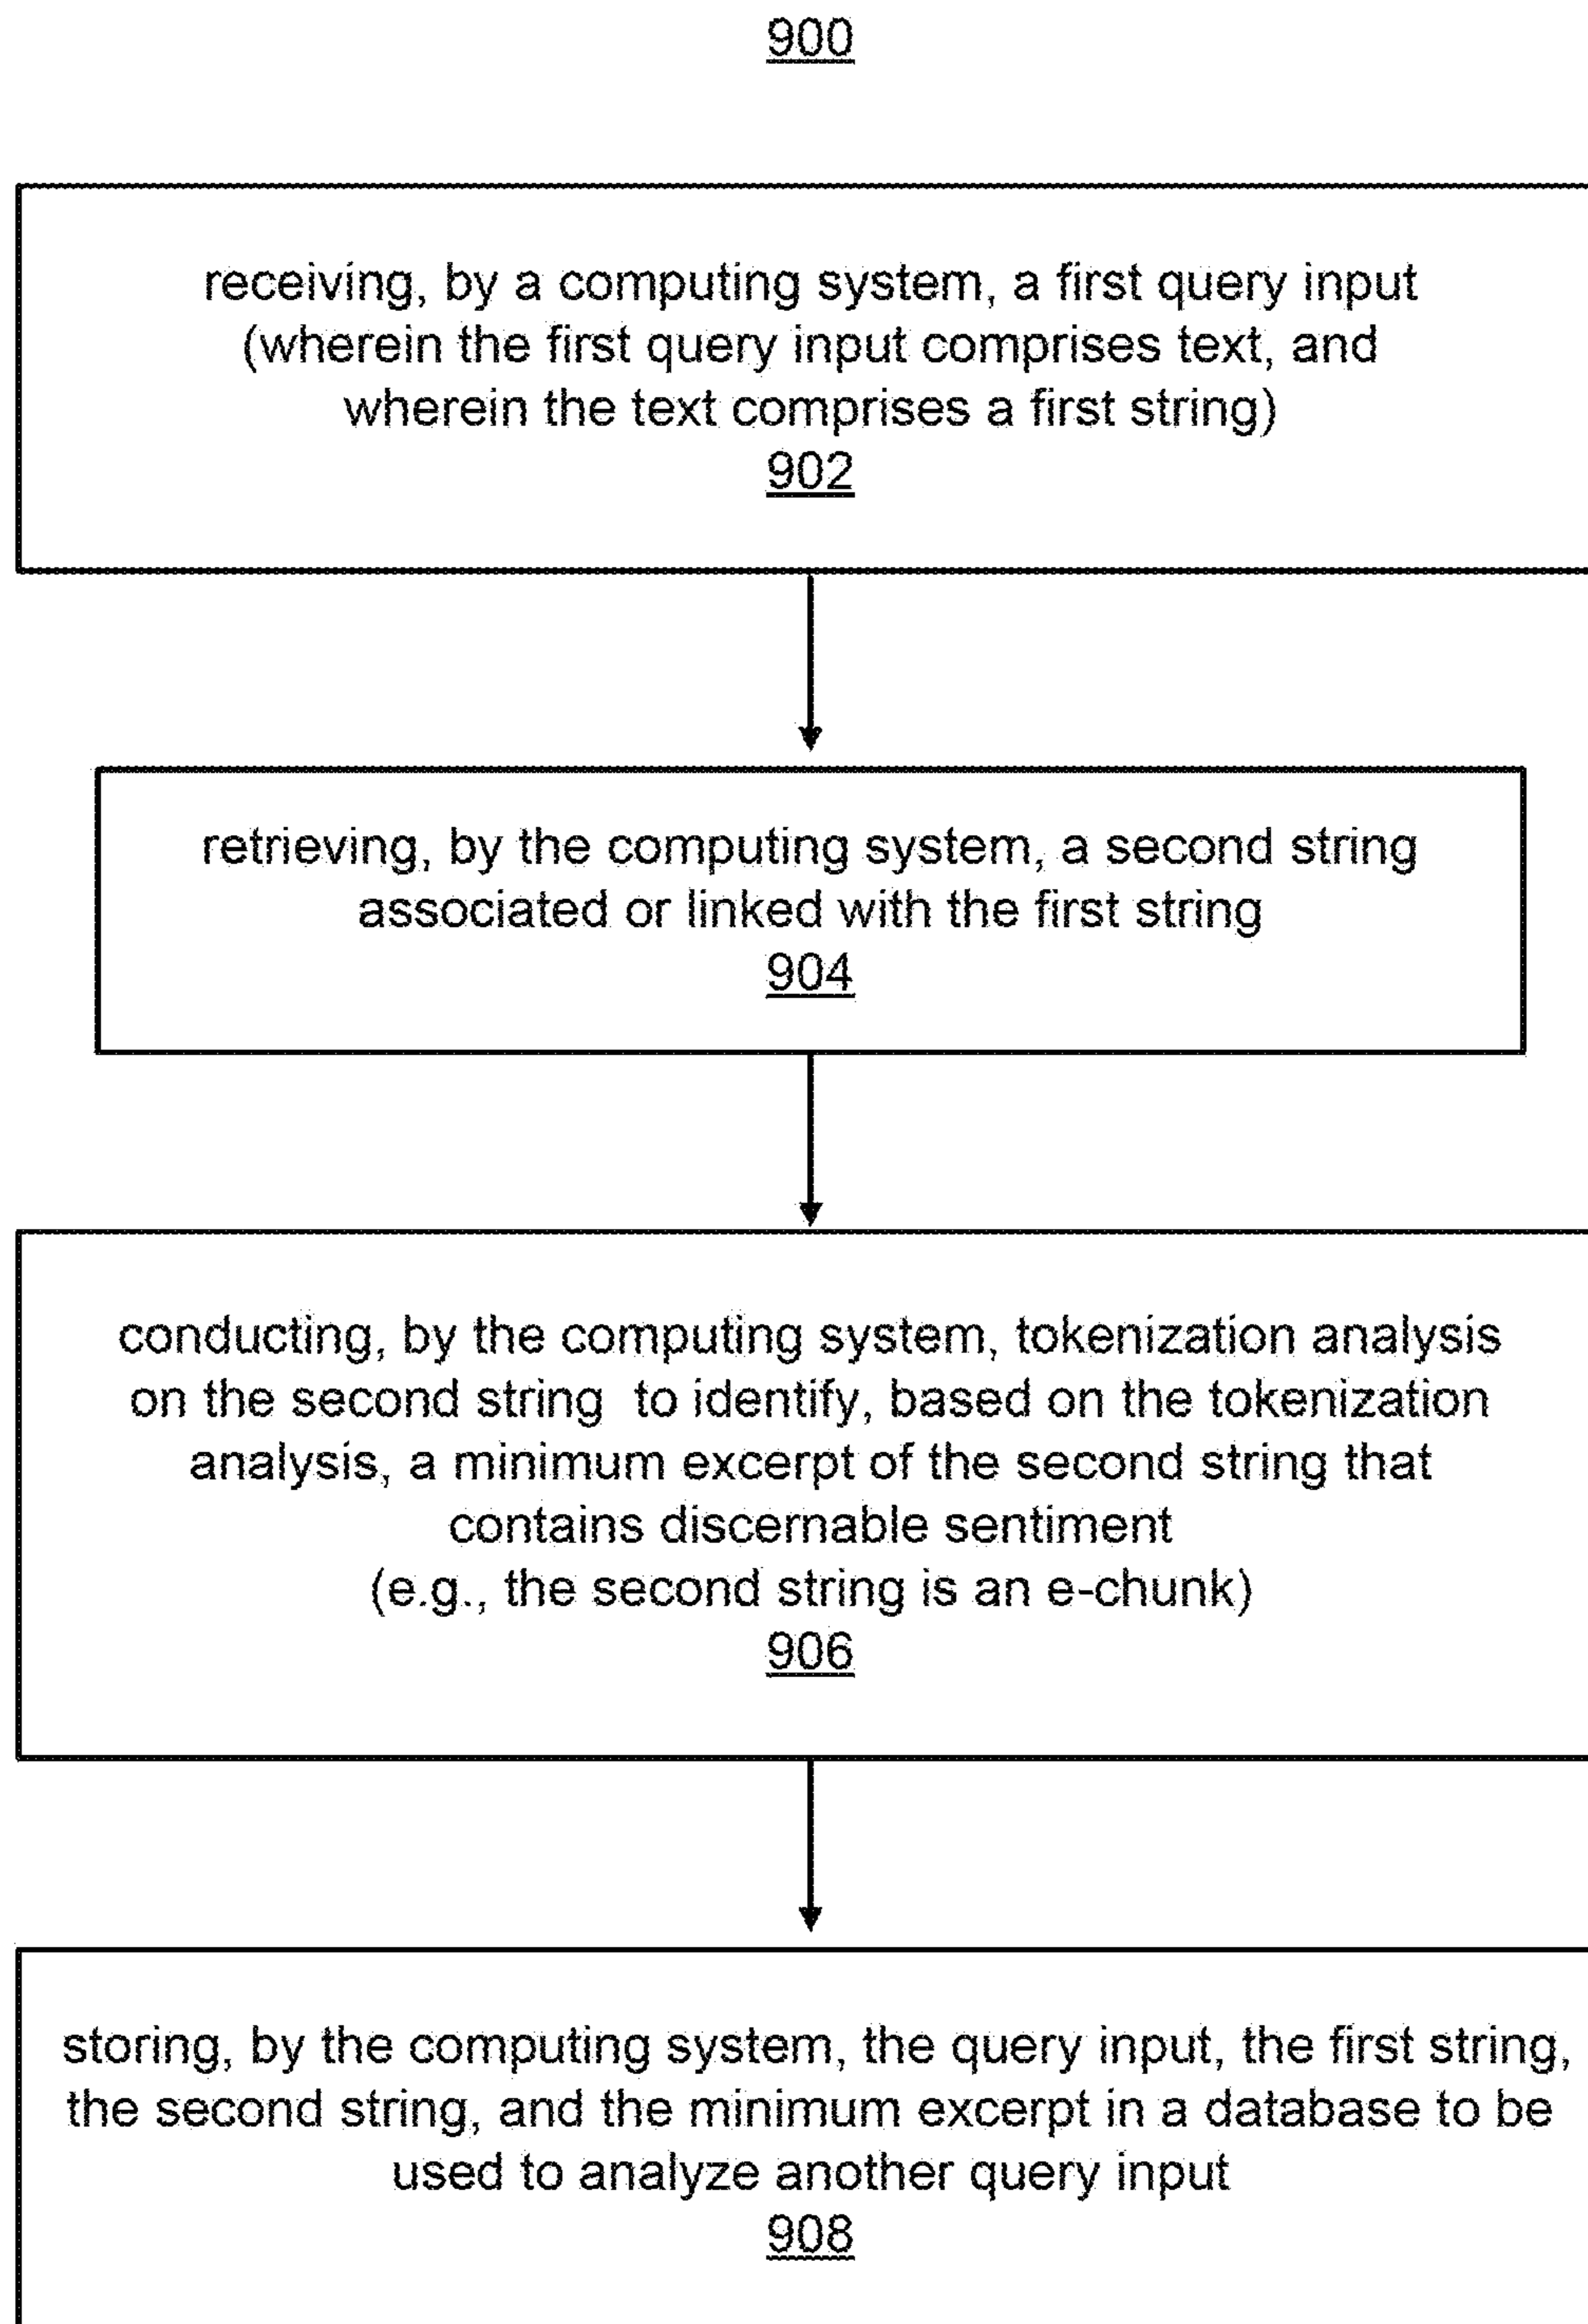 900
receiving, by a computing system, a first query input
(wherein the first query input comprises text, and
wherein the text comprises a first string)
902
retrieving, by the computing system, a second string
associated or linked with the first string
904
conducting, by the computing system, tokenization analysis
on the second string to identify, based on the tokenization
analysis, a minimum excerpt of the second string that
contains discernable sentiment
(e.g., the second string is an e-chunk)
906
storing, by the computing system, the query input, the first string,
the second string, and the minimum excerpt in a database to be
used to analyze another query input
908